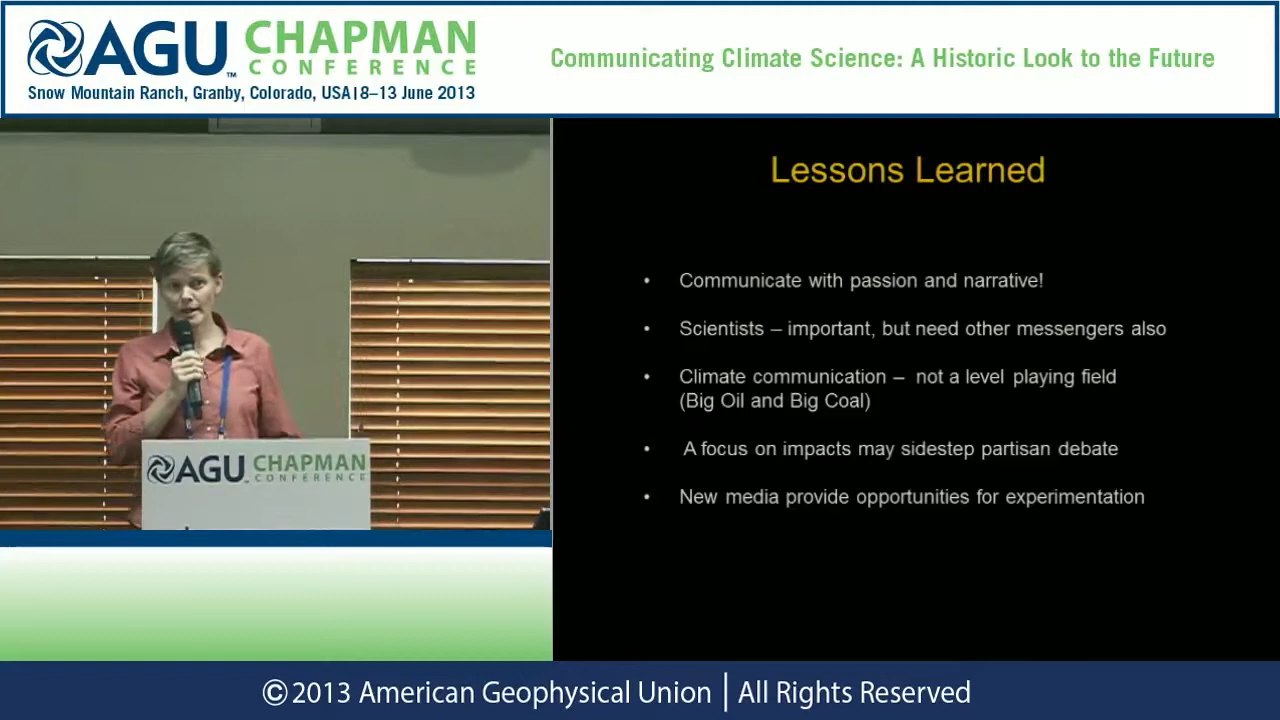 AGU™ CHAPMAN
CONFERENCE
Snow Mountain Ranch, Granby, Colorado, USA|8–13 June 2013
Communicating Climate Science: A Historic Look to the Future
Lessons Learned
• Communicate with passion and narrative!
• Scientists – important, but need other messengers also
• Climate communication – not a level playing field
(Big Oil and Big Coal)
• A focus on impacts may sidestep partisan debate
• New media provide opportunities for experimentation
AGU CHAPMAN
CONFERENCE
©2013 American Geophysical Union | All Rights Reserved